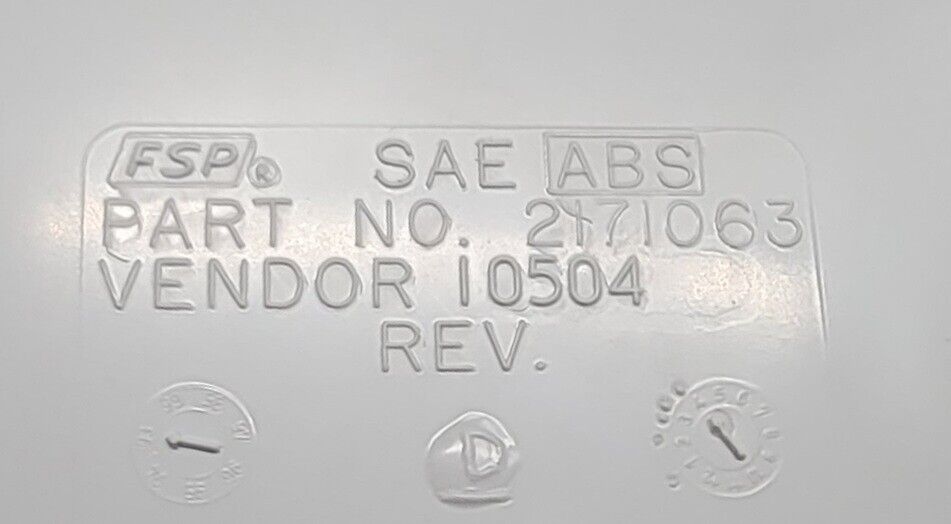 FSP® SAE ABS
PART NO. 2171063
VENDOR 10504
REV.
D